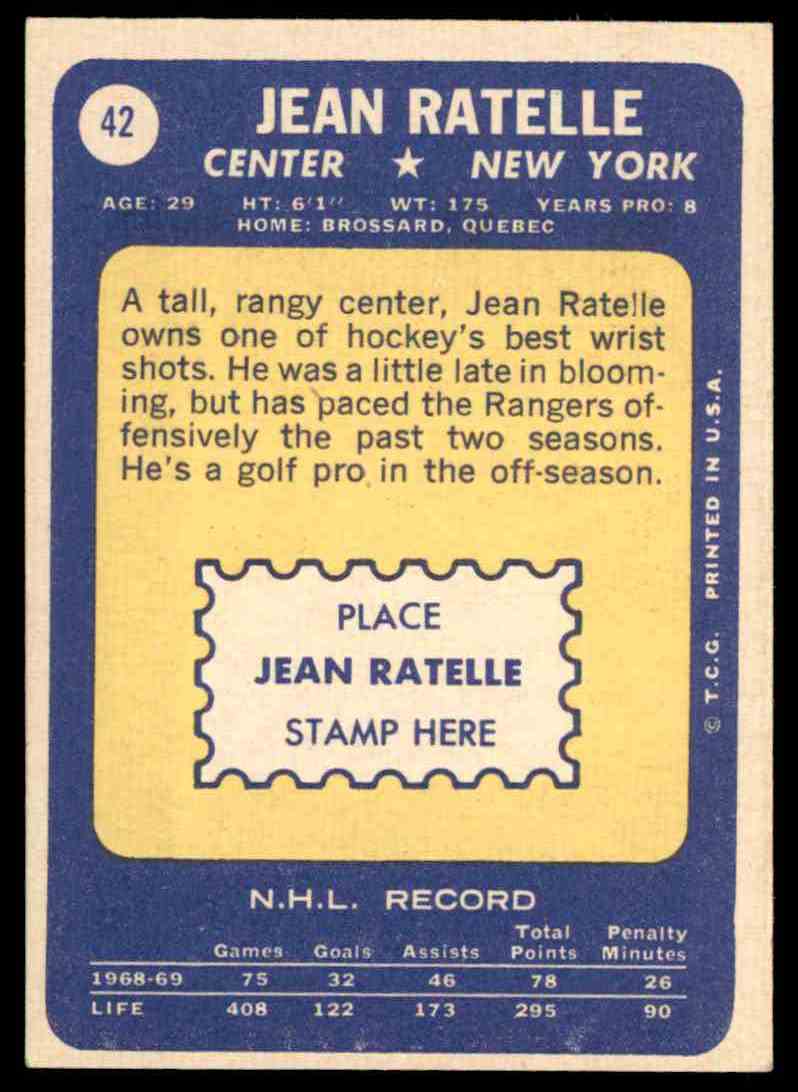 42
JEAN RATELLE
CENTER ★ NEW YORK
AGE: 29 HT: 6'1" WT: 175 YEARS PRO: 8
HOME: BROSSARD, QUEBEC
A tall, rangy center, Jean Ratelle
owns one of hockey's best wrist
shots. He was a little late in bloom-
ing, but has paced the Rangers of-
fensively the past two seasons.
He's a golf pro in the off-season.
PLACE
JEAN RATELLE
STAMP HERE
© T.C.G. PRINTED IN U.S.A.
N.H.L. RECORD
Games Goals Assists Total Points Penalty Minutes
1968-69 75 32 46 78 26
LIFE 408 122 173 295 90